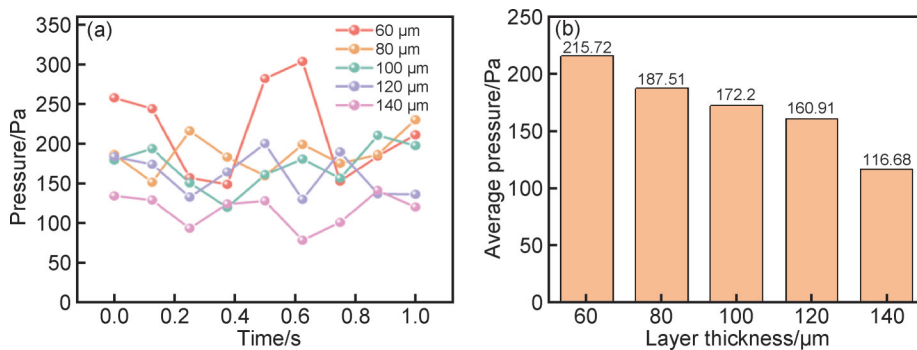 (a)
60 μm
80 μm
100 μm
120 μm
140 μm
350
300
250
200
150
100
50
0
Pressure/Pa
0.0 0.2 0.4 0.6 0.8 1.0
Time/s
(b)
250
200
150
100
50
0
Average pressure/Pa
215.72
187.51
172.2
160.91
116.68
60 80 100 120 140
Layer thickness/μm